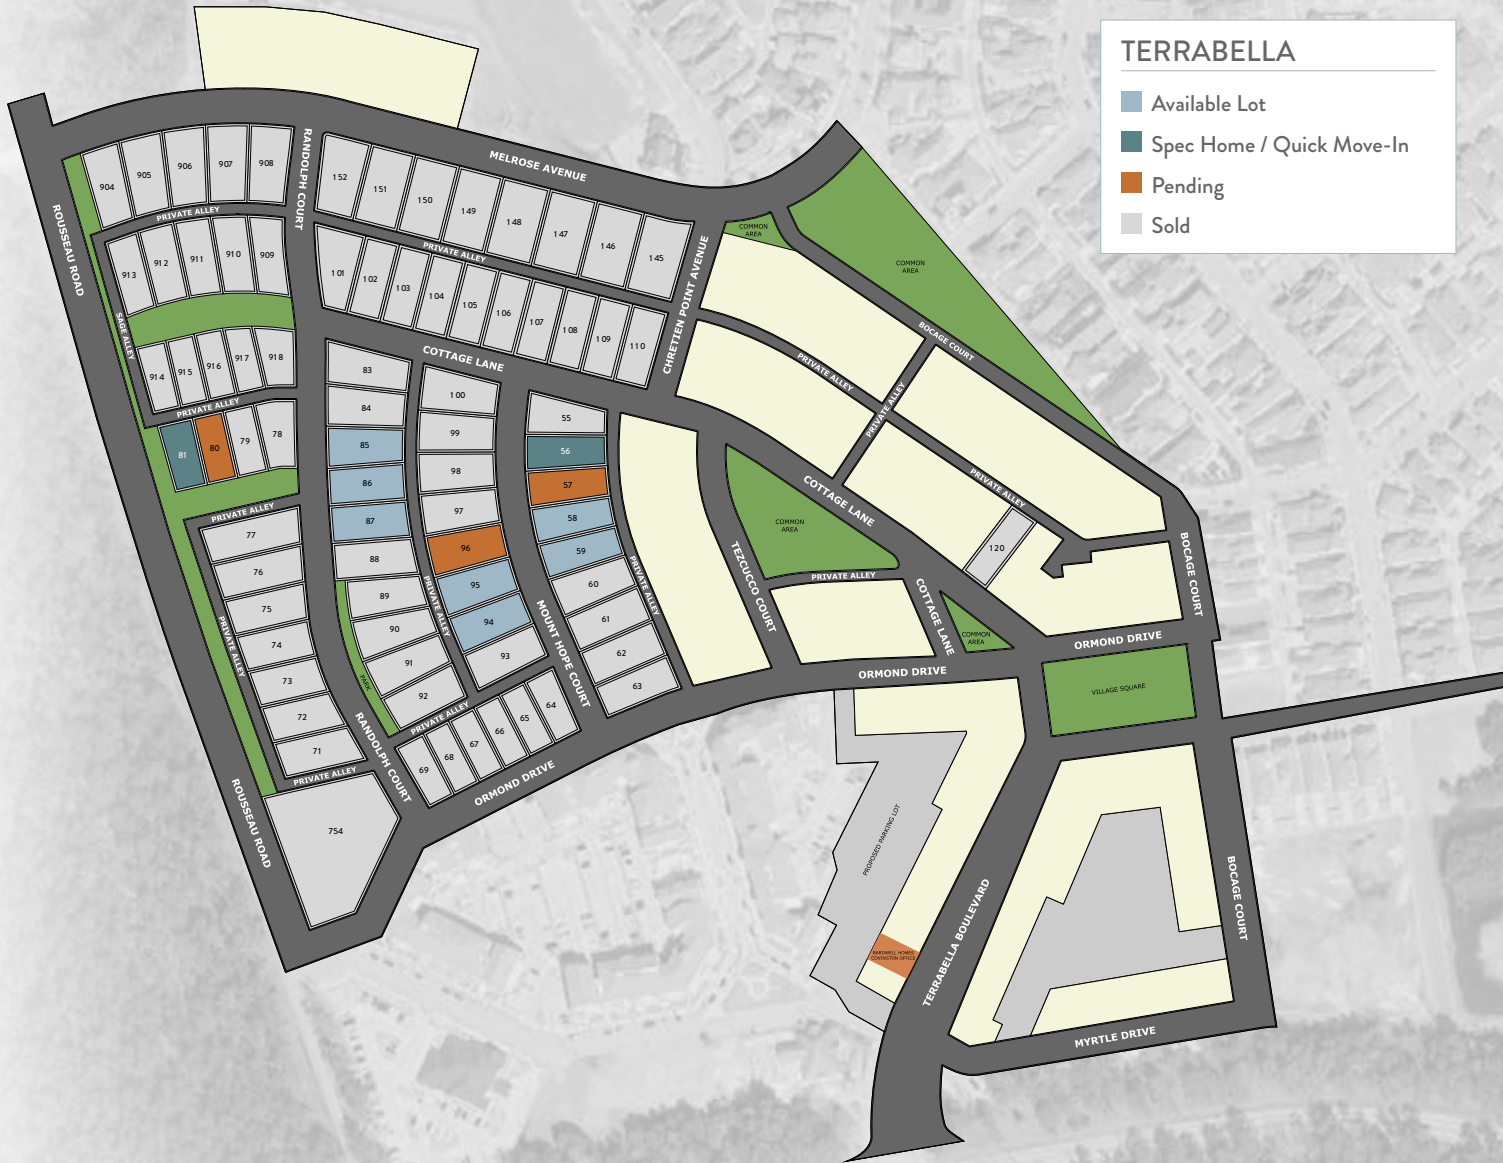 TERRABELLA
Available Lot
Spec Home / Quick Move-In
Pending
Sold
MELROSE AVENUE
RANDOLPH COURT
ROUSSEAU ROAD
904
905
906
907
908
PRIVATE ALLEY
913
912
911
910
909
SAGE ALLEY
914
915
916
917
918
PRIVATE ALLEY
81
80
79
78
PRIVATE ALLEY
77
76
75
74
73
72
71
PRIVATE ALLEY
PRIVATE ALLEY
754
ROUSSEAU ROAD
152
151
150
149
148
147
146
145
PRIVATE ALLEY
101
102
103
104
105
106
107
108
109
110
CHRETIEN POINT AVENUE
COTTAGE LANE
83
84
85
86
87
88
89
90
91
92
PARK
RANDOLPH COURT
100
99
98
97
96
95
94
93
PRIVATE ALLEY
PRIVATE ALLEY
69
68
67
66
65
64
ORMOND DRIVE
MOUNT HOPE COURT
55
56
57
58
59
60
61
62
63
PRIVATE ALLEY
COMMON
AREA
COMMON
AREA
BOCAGE COURT
PRIVATE ALLEY
PRIVATE ALLEY
PRIVATE ALLEY
COTTAGE LANE
120
COMMON
AREA
TEZCUCCO COURT
PRIVATE ALLEY
COTTAGE LANE
COMMON
AREA
BOCAGE COURT
ORMOND DRIVE
ORMOND DRIVE
VILLAGE SQUARE
PROPOSED PARKING LOT
BARDWELL HOMES
COVINGTON OFFICE
TERRABELLA BOULEVARD
BOCAGE COURT
MYRTLE DRIVE